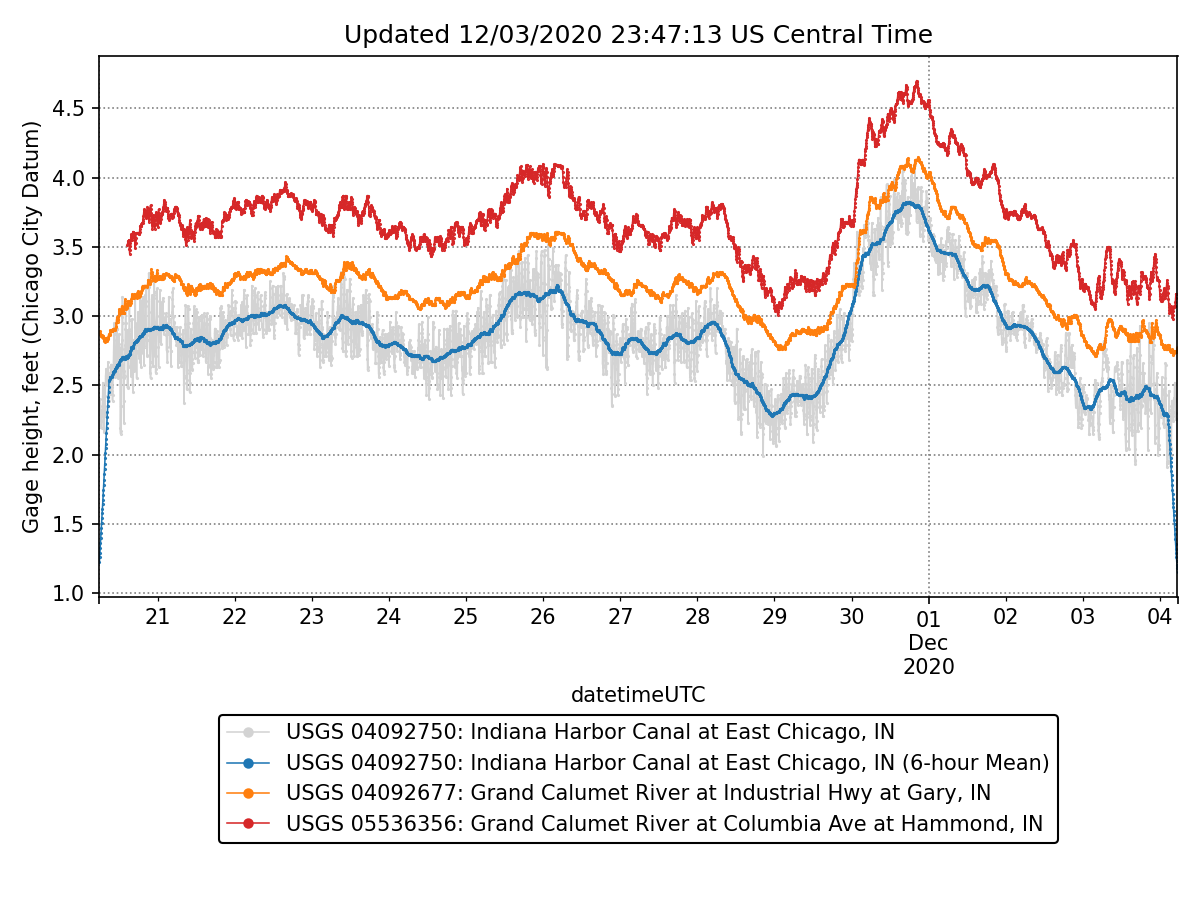 Updated 12/03/2020 23:47:13 US Central Time
Gage height, feet (Chicago City Datum)
4.5
4.0
3.5
3.0
2.5
2.0
1.5
1.0
21 22 23 24 25 26 27 28 29 30 01 02 03 04
Dec
2020
datetimeUTC
USGS 04092750: Indiana Harbor Canal at East Chicago, IN
USGS 04092750: Indiana Harbor Canal at East Chicago, IN (6-hour Mean)
USGS 04092677: Grand Calumet River at Industrial Hwy at Gary, IN
USGS 05536356: Grand Calumet River at Columbia Ave at Hammond, IN